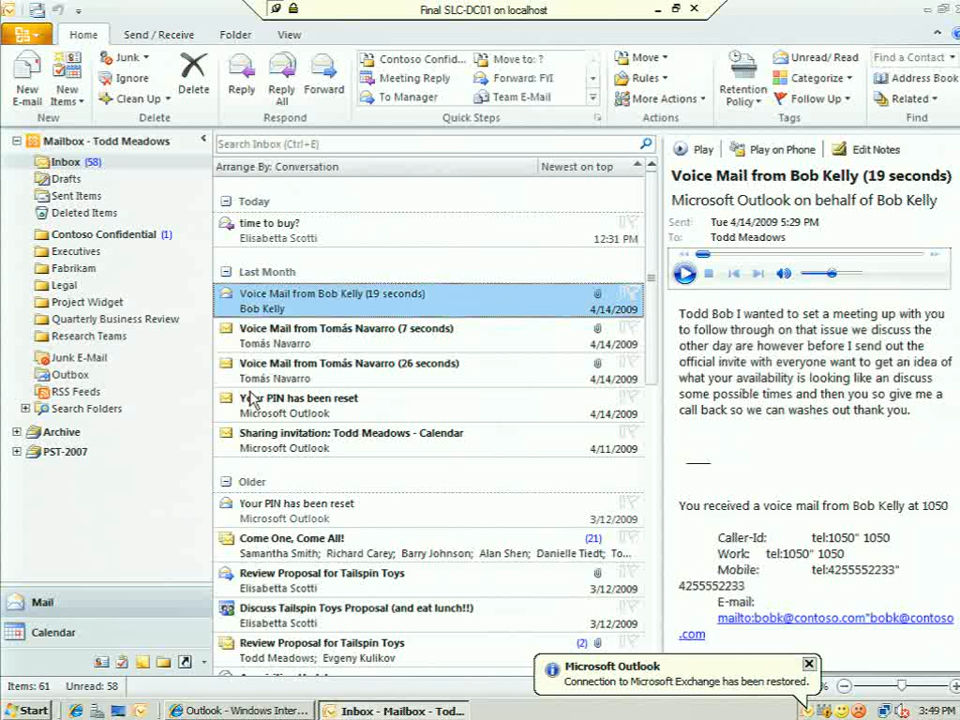 Final SLC-DC01 on localhost
Home
Send / Receive
Folder
View
New
E-mail
New
Items
New
Junk
Ignore
Clean Up
Delete
Delete
Reply
Reply
All
Forward
Respond
Contoso Confid...
Meeting Reply
To Manager
Move to: ?
Forward: FYI
Team E-Mail
Quick Steps
Move
Rules
More Actions
Actions
Retention
Policy
Unread/Read
Categorize
Follow Up
Tags
Find a Contact
Address Book
Related
Find
Mailbox - Todd Meadows
Inbox (58)
Drafts
Sent Items
Deleted Items
Contoso Confidential (1)
Executives
Fabrikam
Legal
Project Widget
Quarterly Business Review
Research Teams
Junk E-Mail
Outbox
RSS Feeds
Search Folders
Archive
PST-2007
Mail
Calendar
Search Inbox (Ctrl+E)
Arrange By: Conversation
Newest on top
Today
time to buy?
Elisabetta Scotti
12:31 PM
Last Month
Voice Mail from Bob Kelly (19 seconds)
Bob Kelly
4/14/2009
Voice Mail from Tomás Navarro (7 seconds)
Tomás Navarro
4/14/2009
Voice Mail from Tomás Navarro (26 seconds)
Tomás Navarro
4/14/2009
Your PIN has been reset
Microsoft Outlook
4/14/2009
Sharing invitation: Todd Meadows - Calendar
Microsoft Outlook
4/11/2009
Older
Your PIN has been reset
Microsoft Outlook
3/12/2009
Come One, Come All!
(21)
Samantha Smith; Richard Carey; Barry Johnson; Alan Shen; Danielle Tiedt; To...
Review Proposal for Tailspin Toys
Elisabetta Scotti
3/12/2009
Discuss Tailspin Toys Proposal (and eat lunch!!)
Elisabetta Scotti
3/12/2009
Review Proposal for Tailspin Toys
(2)
Todd Meadows; Evgeny Kulikov
Play
Play on Phone
Edit Notes
Voice Mail from Bob Kelly (19 seconds)
Microsoft Outlook on behalf of Bob Kelly
Sent: Tue 4/14/2009 5:29 PM
To: Todd Meadows
Todd Bob I wanted to set a meeting up with you
to follow through on that issue we discuss the
other day are however before I send out the
official invite with everyone want to get an idea of
what your availability is looking like an discuss
some possible times and then you so give me a
call back so we can washes out thank you.
You received a voice mail from Bob Kelly at 1050
Caller-Id: tel:1050" 1050
Work: tel:1050" 1050
Mobile: tel:4255552233"
4255552233
E-mail:
mailto:bobk@contoso.com"bobk@contoso
.com
Microsoft Outlook
Connection to Microsoft Exchange has been restored.
Items: 61
Unread: 58
%
Start
Outlook - Windows Inter...
Inbox - Mailbox - Tod...
3:49 PM